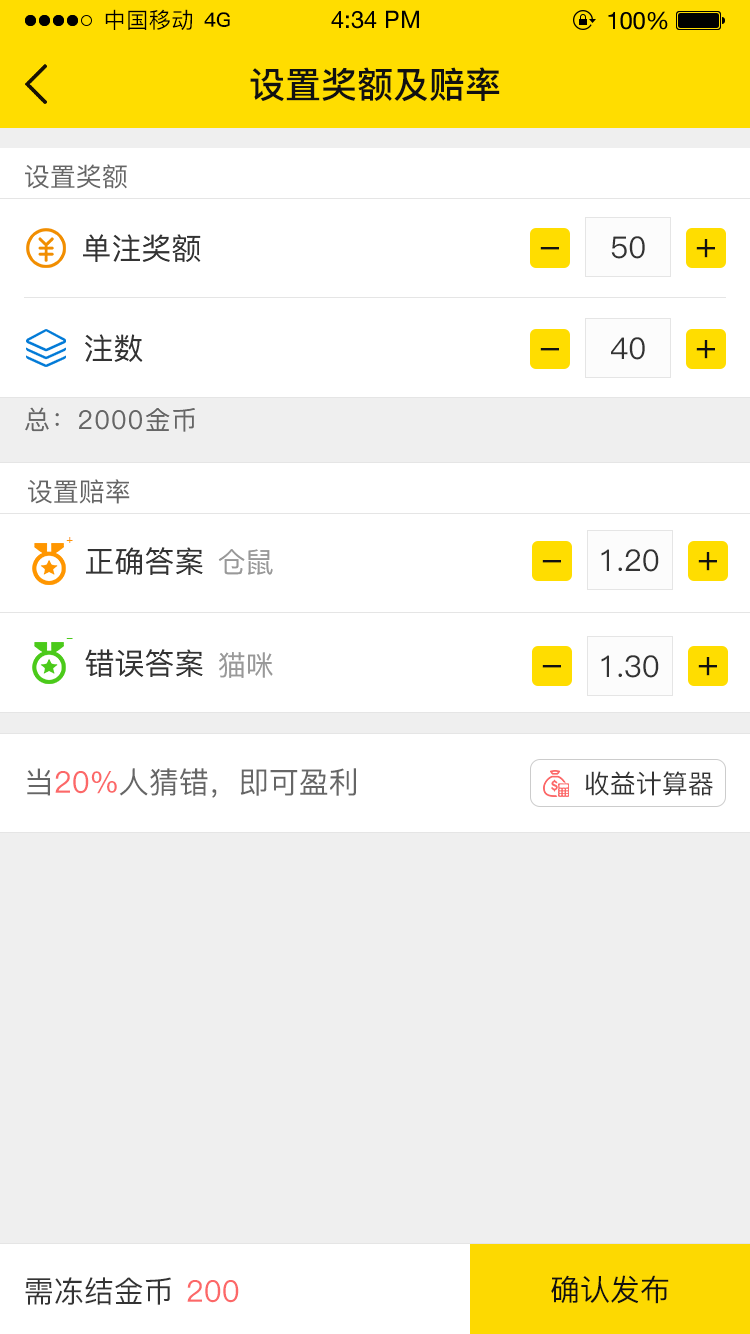 中国移动 4G 4:34 PM 100%
设置奖额及赔率
设置奖额
单注奖额 − 50 +
注数 − 40 +
总：2000金币
设置赔率
正确答案 仓鼠 − 1.20 +
错误答案 猫咪 − 1.30 +
当20%人猜错，即可盈利 收益计算器
需冻结金币 200 确认发布